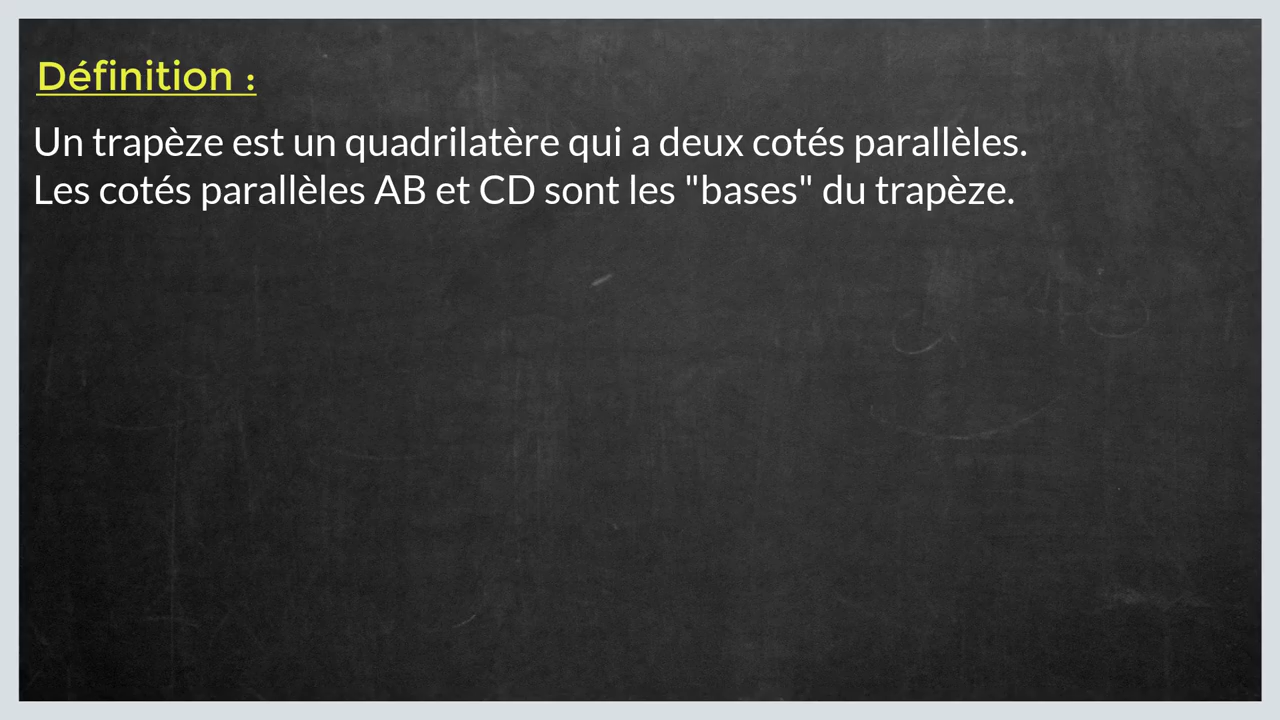 Définition :
Un trapèze est un quadrilatère qui a deux cotés parallèles.
Les cotés parallèles AB et CD sont les "bases" du trapèze.